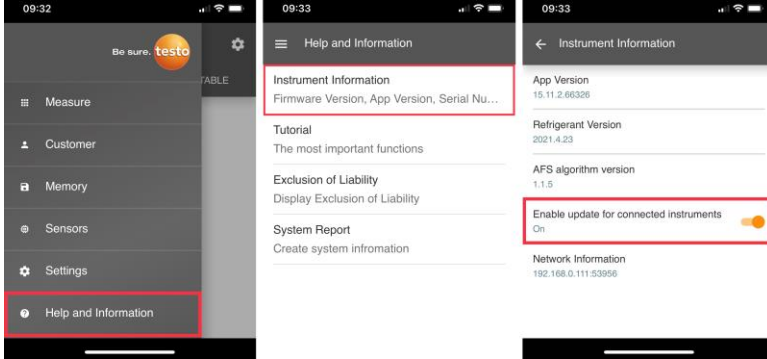 09:32
Be sure. testo
TABLE
Measure
Customer
Memory
Sensors
Settings
Help and Information
09:33
Help and Information
Instrument Information
Firmware Version, App Version, Serial Nu...
Tutorial
The most important functions
Exclusion of Liability
Display Exclusion of Liability
System Report
Create system infromation
09:33
Instrument Information
App Version
15.11.2.66326
Refrigerant Version
2021.4.23
AFS algorithm version
1.1.5
Enable update for connected instruments
On
Network Information
192.168.0.111:53956